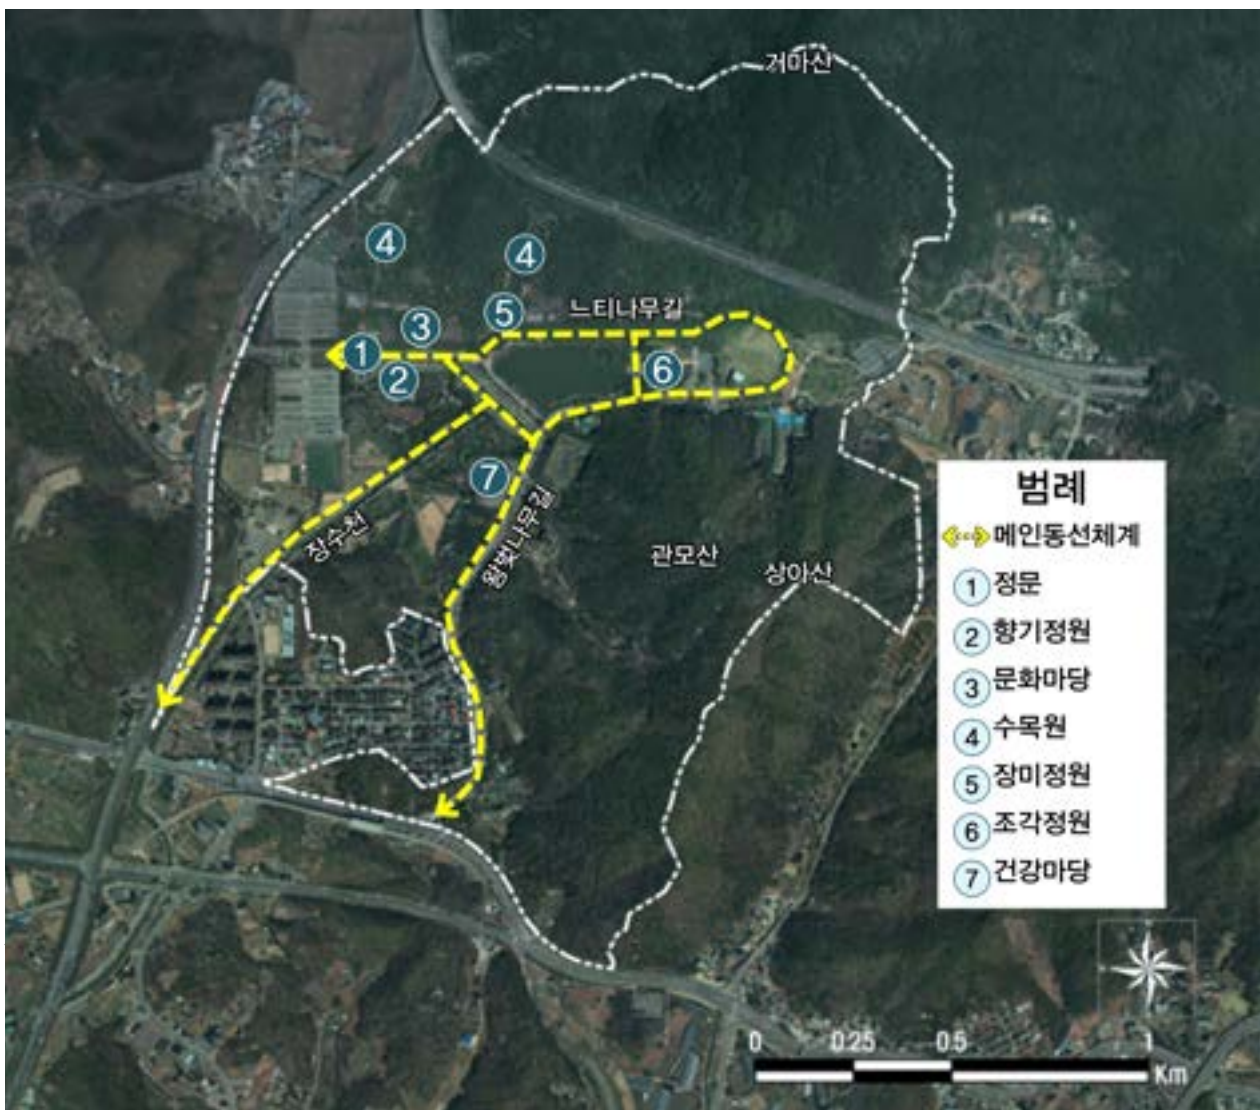 거마산
4
4
5
느티나무길
3
1
2
6
7
장수천
왕벚나무길
관모산
상아산
범례
메인동선체계
1 정문
2 향기정원
3 문화마당
4 수목원
5 장미정원
6 조각정원
7 건강마당
0 0.25 0.5 1
Km